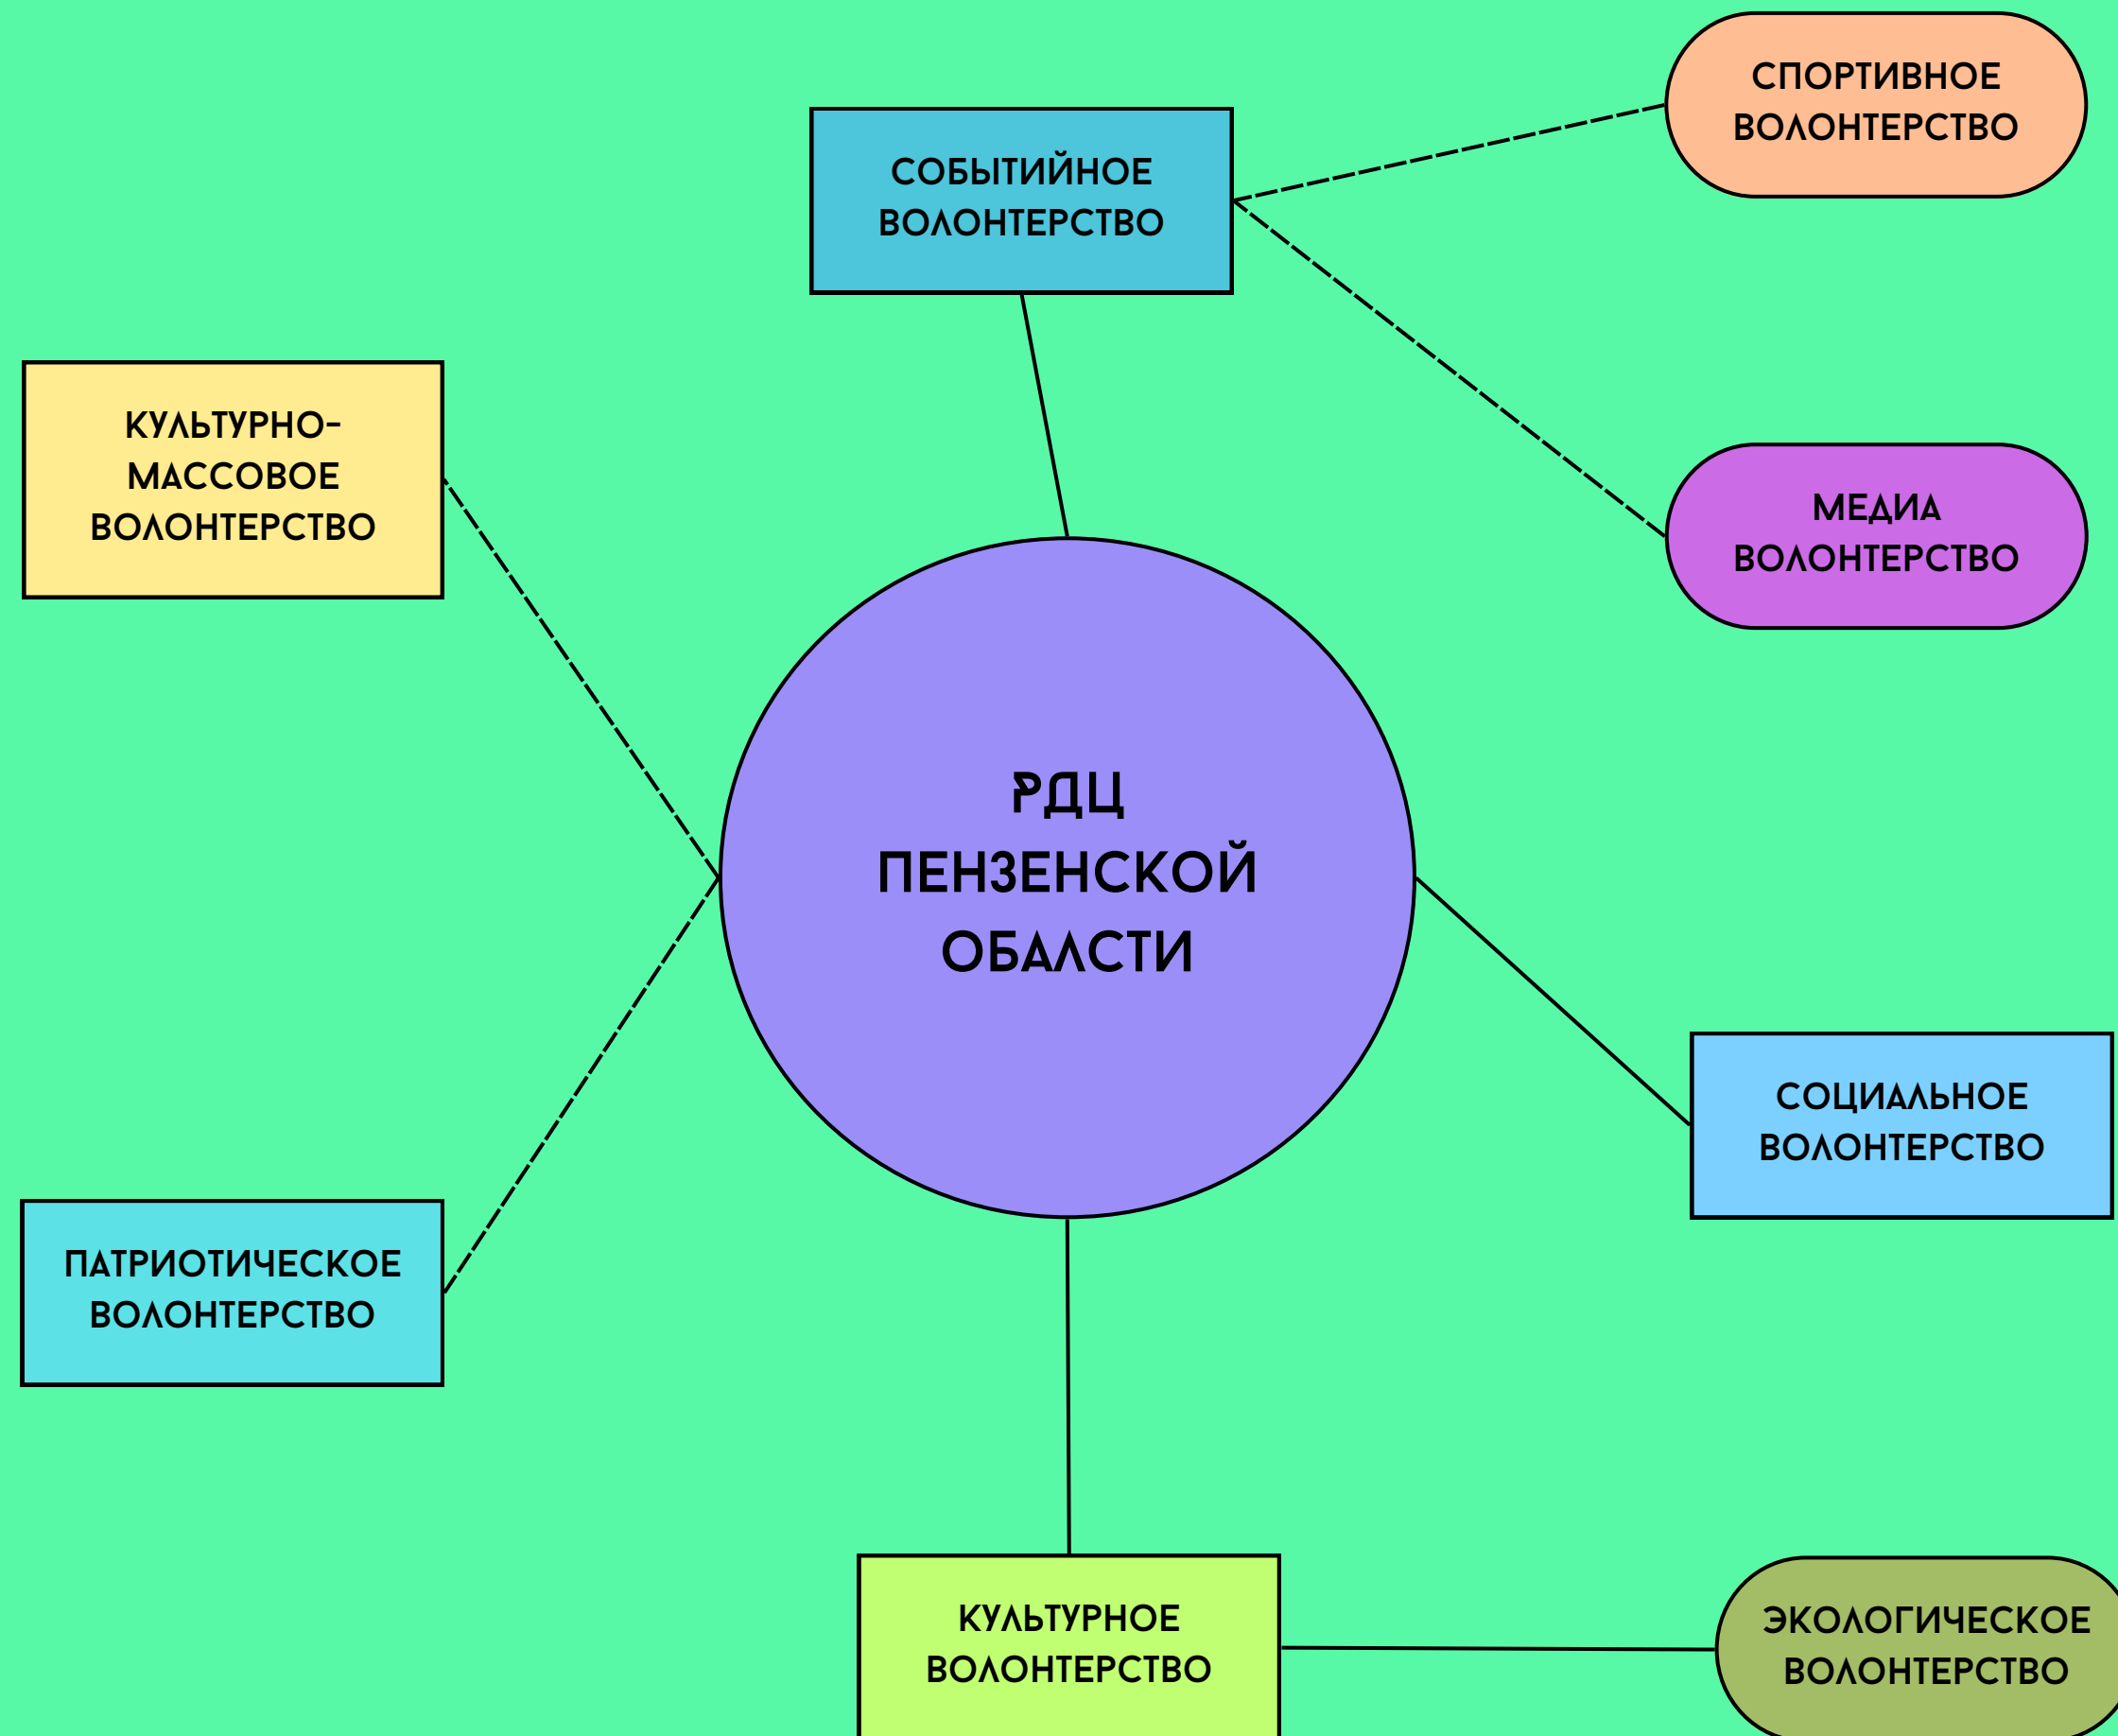 СПОРТИВНОЕ
ВОЛОНТЕРСТВО
СОБЫТИЙНОЕ
ВОЛОНТЕРСТВО
КУЛЬТУРНО-
МАССОВОЕ
ВОЛОНТЕРСТВО
МЕДИА
ВОЛОНТЕРСТВО
РДЦ
ПЕНЗЕНСКОЙ
ОБАЛСТИ
СОЦИАЛЬНОЕ
ВОЛОНТЕРСТВО
ПАТРИОТИЧЕСКОЕ
ВОЛОНТЕРСТВО
КУЛЬТУРНОЕ
ВОЛОНТЕРСТВО
ЭКОЛОГИЧЕСКОЕ
ВОЛОНТЕРСТВО